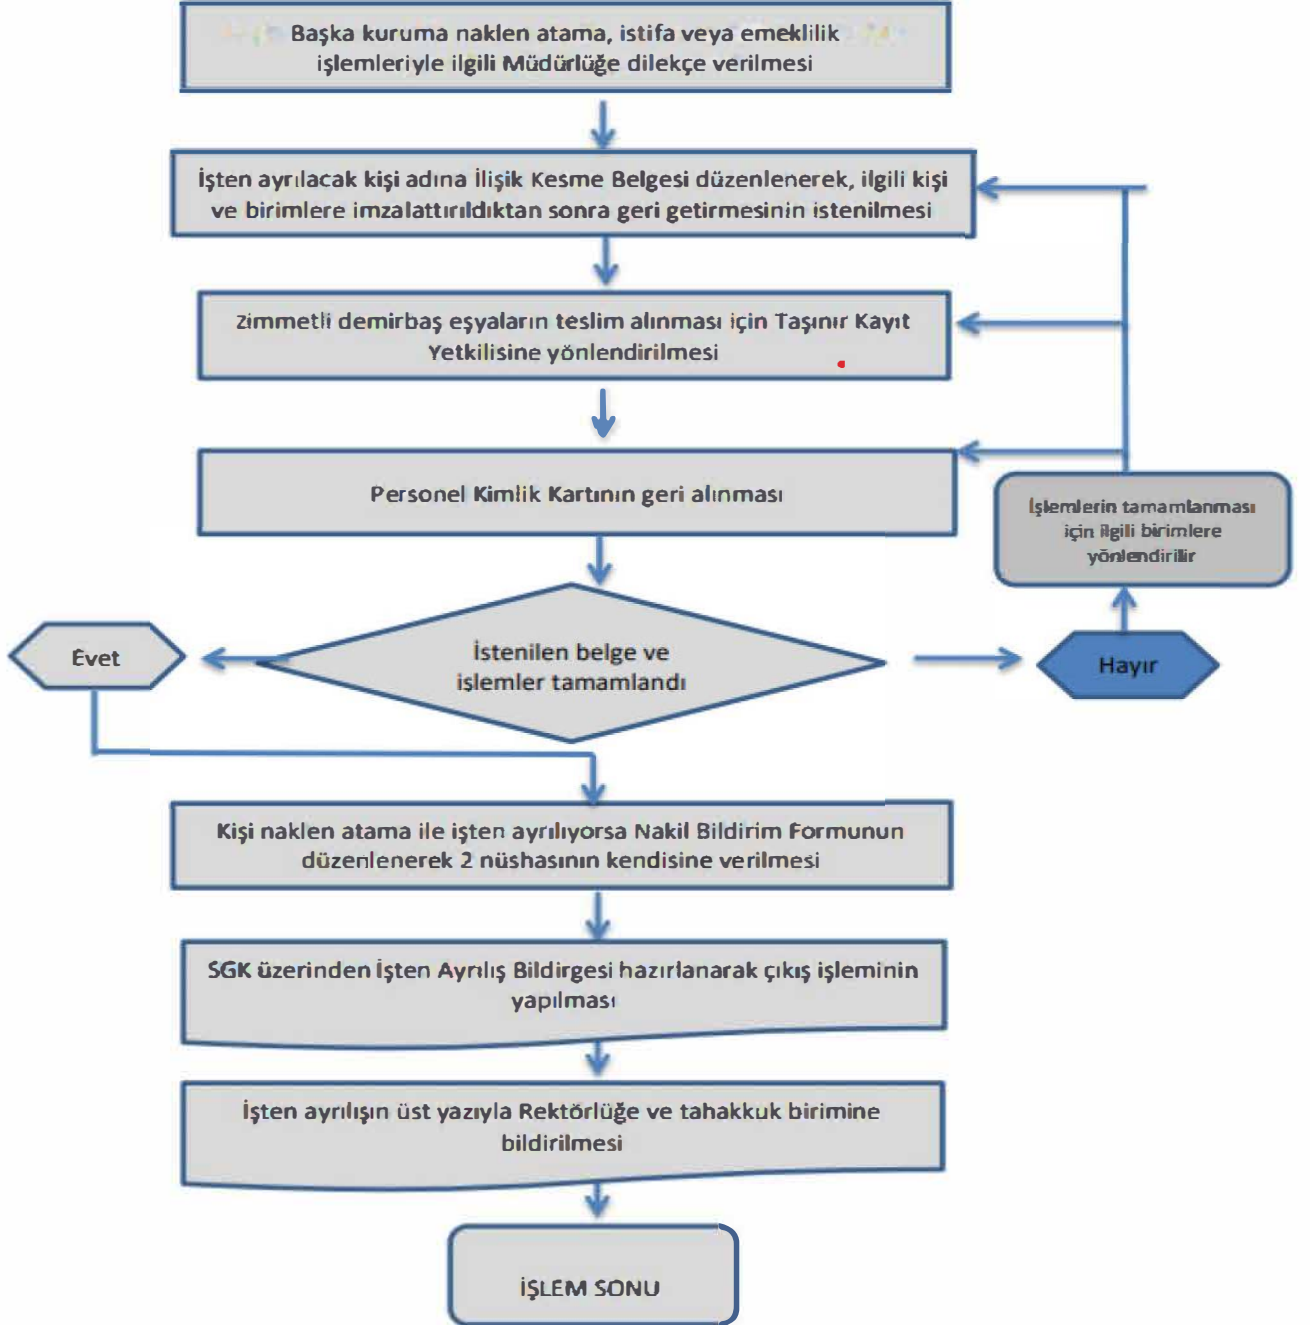 Başka kuruma naklen atama, istifa veya emeklilik
işlemleriyle ilgili Müdürlüğe dilekçe verilmesi
İşten ayrılacak kişi adına İlişik Kesme Belgesi düzenlenerek, ilgili kişi
ve birimlere imzalattırıldıktan sonra geri getirmesinin istenilmesi
Zimmetli demirbaş eşyaların teslim alınması için Taşınır Kayıt
Yetkilisine yönlendirilmesi
Personel Kimlik Kartının geri alınması
İşlemlerin tamamlanması
için ilgili birimlere
yönlendirilir
Evet
İstenilen belge ve
işlemler tamamlandı
Hayır
Kişi naklen atama ile işten ayrılıyorsa Nakil Bildirim Formunun
düzenlenerek 2 nüshasının kendisine verilmesi
SGK üzerinden İşten Ayrılış Bildirgesi hazırlanarak çıkış işleminin
yapılması
İşten ayrılışın üst yazıyla Rektörlüğe ve tahakkuk birimine
bildirilmesi
İŞLEM SONU